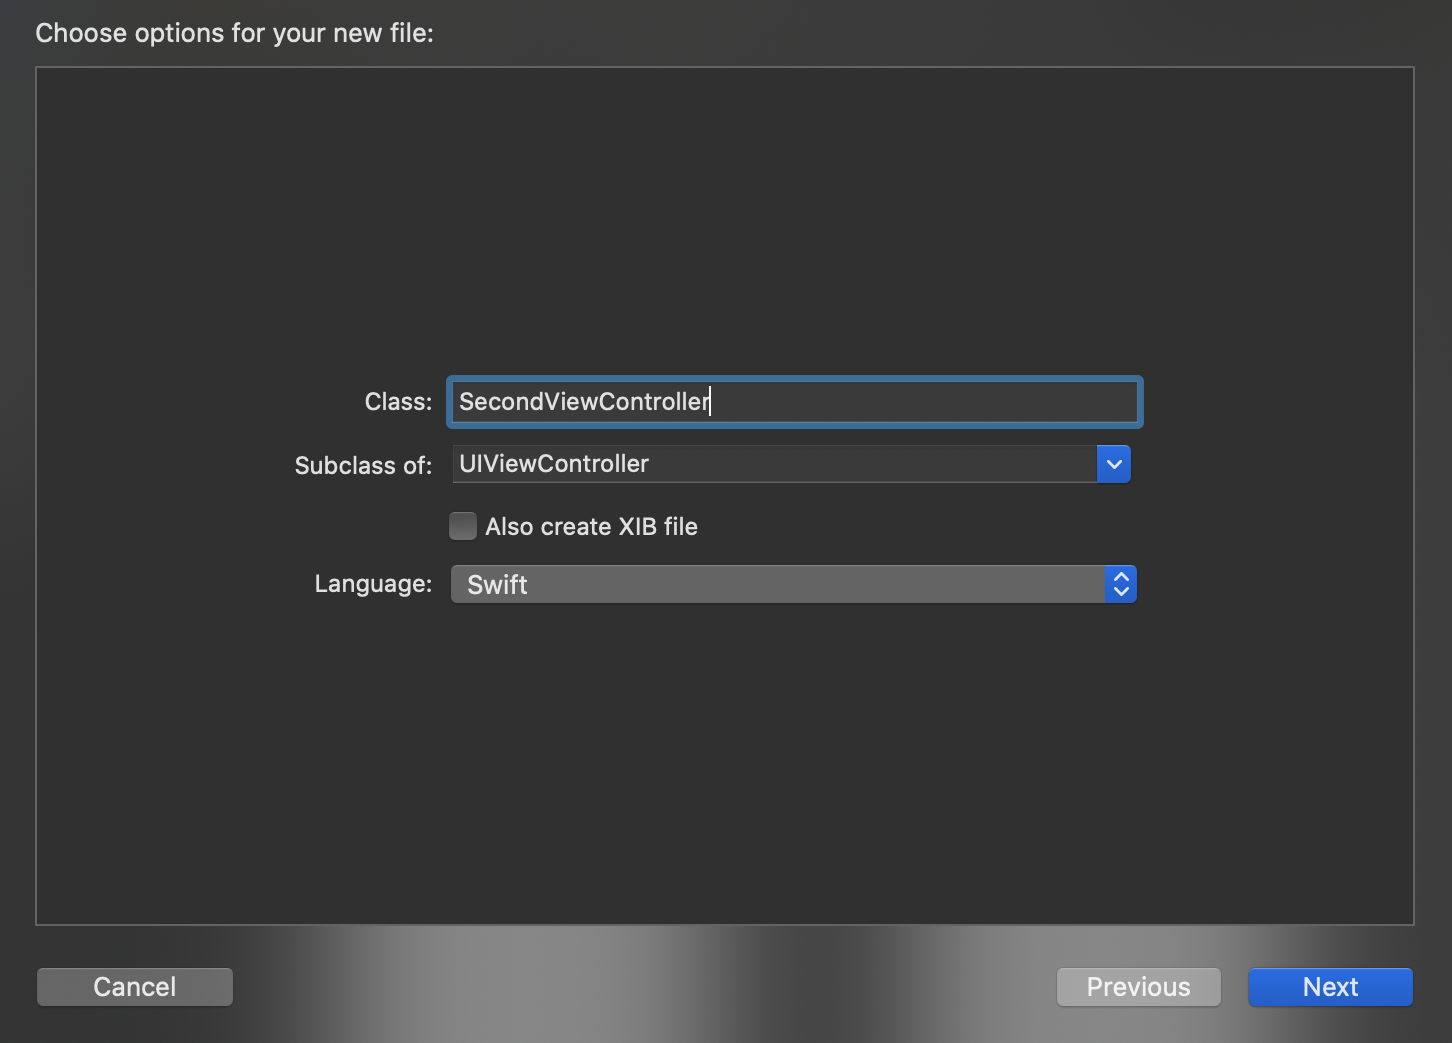 Choose options for your new file:
Class: SecondViewController
Subclass of: UIViewController
Also create XIB file
Language: Swift
Cancel Previous Next